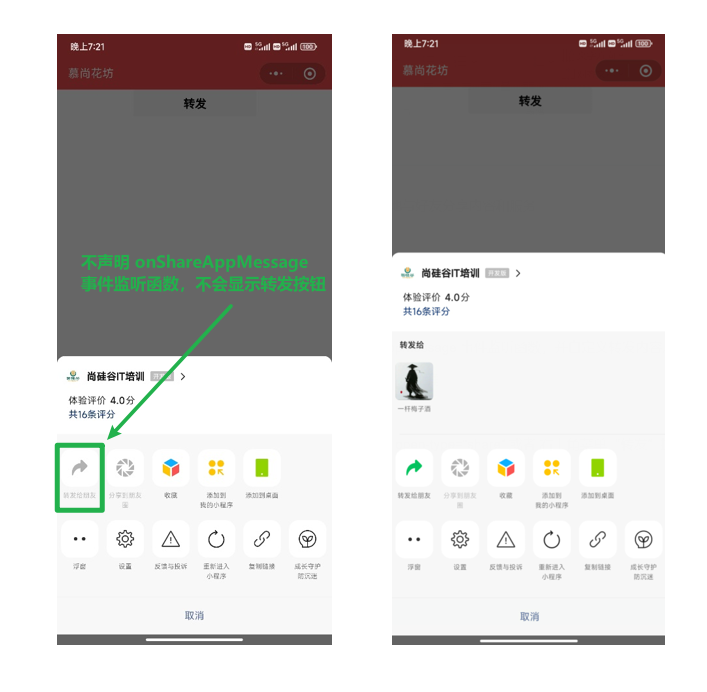 晚上7:21
慕尚花坊
转发
不声明 onShareAppMessage
事件监听函数，不会显示转发按钮
尚硅谷IT培训
体验评价 4.0分
共16条评分
转发给朋友
分享到朋友
圈
收藏
添加到
我的小程序
添加到桌面
浮窗
设置
反馈与投诉
重新进入
小程序
复制链接
成长守护
防沉迷
取消
晚上7:21
慕尚花坊
转发
尚硅谷IT培训
开发版
体验评价 4.0分
共16条评分
转发给
一杯梅子酒
转发给朋友
分享到朋友
圈
收藏
添加到
我的小程序
添加到桌面
浮窗
设置
反馈与投诉
重新进入
小程序
复制链接
成长守护
防沉迷
取消